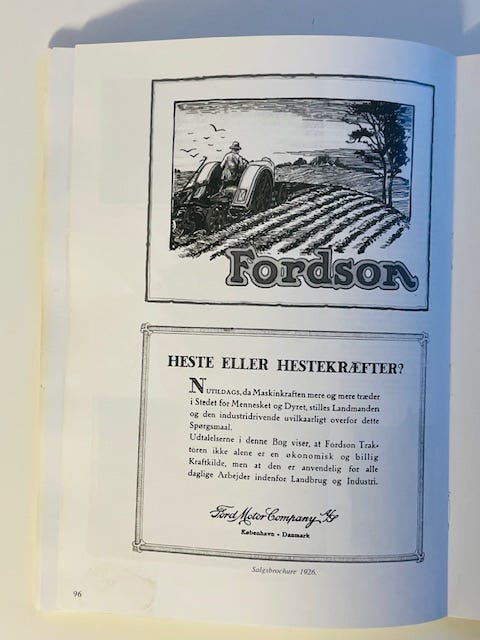 Fordson
HESTE ELLER HESTEKRÆFTER?
NUTILDAGS, da Maskinkraften mere og mere træder
i Stedet for Mennesket og Dyret, stilles Landmanden
og den industridrivende uvilkaarligt overfor dette
Spørgsmaal.
Udtalelserne i denne Bog viser, at Fordson Trak-
toren ikke alene er en økonomisk og billig
Kraftkilde, men at den er anvendelig for alle
daglige Arbejder indenfor Landbrug og Industri.
Ford Motor Company A/S
København • Danmark
Salgsbrochure 1926.
96